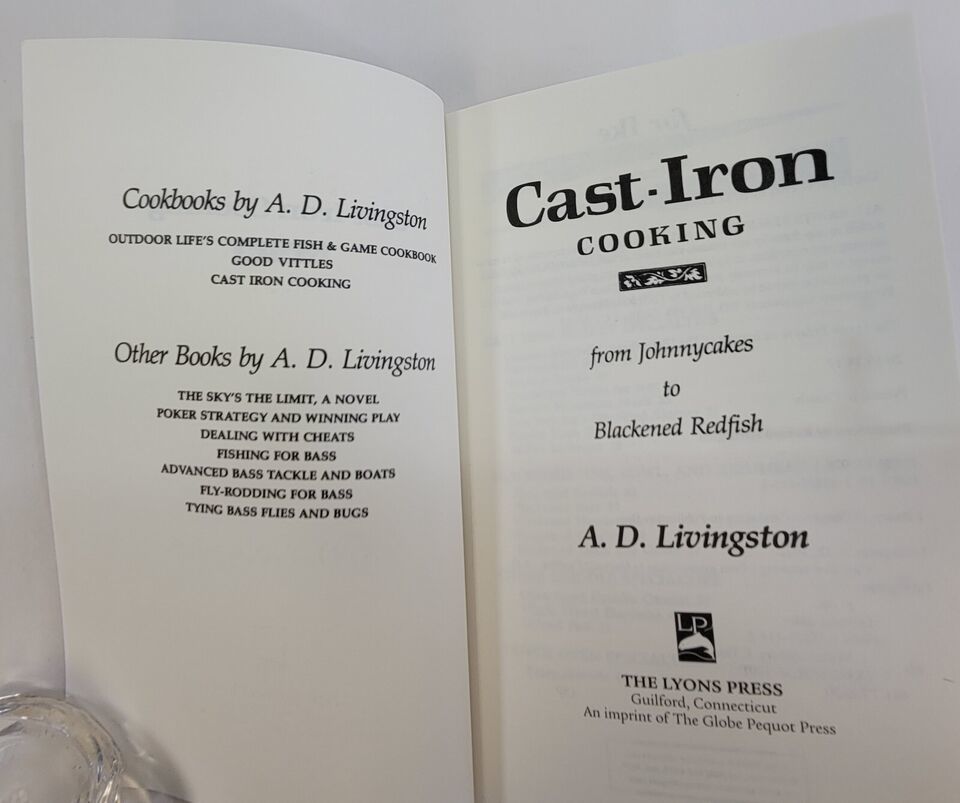 Cookbooks by A. D. Livingston
OUTDOOR LIFE'S COMPLETE FISH & GAME COOKBOOK
GOOD VITTLES
CAST IRON COOKING
Other Books by A. D. Livingston
THE SKY'S THE LIMIT, A NOVEL
POKER STRATEGY AND WINNING PLAY
DEALING WITH CHEATS
FISHING FOR BASS
ADVANCED BASS TACKLE AND BOATS
FLY-RODDING FOR BASS
TYING BASS FLIES AND BUGS
Cast-Iron
COOKING
from Johnnycakes
to
Blackened Redfish
A. D. Livingston
LP
THE LYONS PRESS
Guilford, Connecticut
An imprint of The Globe Pequot Press